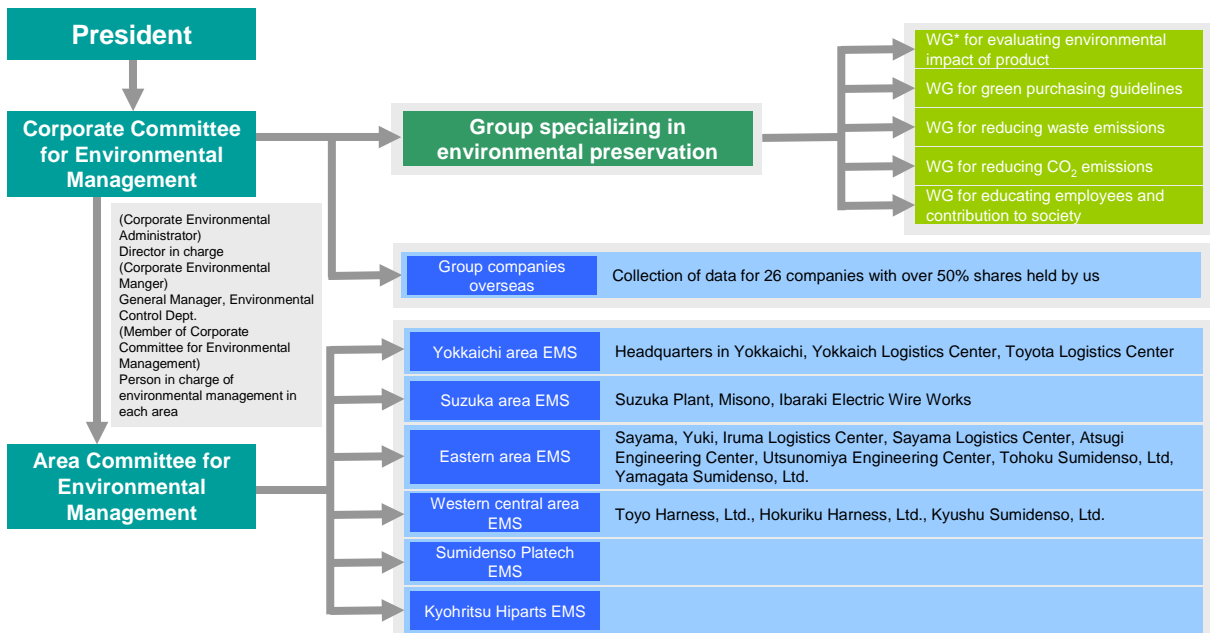 President
Corporate Committee
for Environmental
Management
(Corporate Environmental
Administrator)
Director in charge
(Corporate Environmental
Manger)
General Manager, Environmental
Control Dept.
(Member of Corporate
Committee for Environmental
Management)
Person in charge of
environmental management in
each area
Area Committee for
Environmental
Management
Group specializing in
environmental preservation
WG* for evaluating environmental
impact of product
WG for green purchasing guidelines
WG for reducing waste emissions
WG for reducing CO2 emissions
WG for educating employees and
contribution to society
Group companies
overseas
Collection of data for 26 companies with over 50% shares held by us
Yokkaichi area EMS
Headquarters in Yokkaichi, Yokkaich Logistics Center, Toyota Logistics Center
Suzuka area EMS
Suzuka Plant, Misono, Ibaraki Electric Wire Works
Eastern area EMS
Sayama, Yuki, Iruma Logistics Center, Sayama Logistics Center, Atsugi
Engineering Center, Utsunomiya Engineering Center, Tohoku Sumidenso, Ltd,
Yamagata Sumidenso, Ltd.
Western central area
EMS
Toyo Harness, Ltd., Hokuriku Harness, Ltd., Kyushu Sumidenso, Ltd.
Sumidenso Platech
EMS
Kyohritsu Hiparts EMS